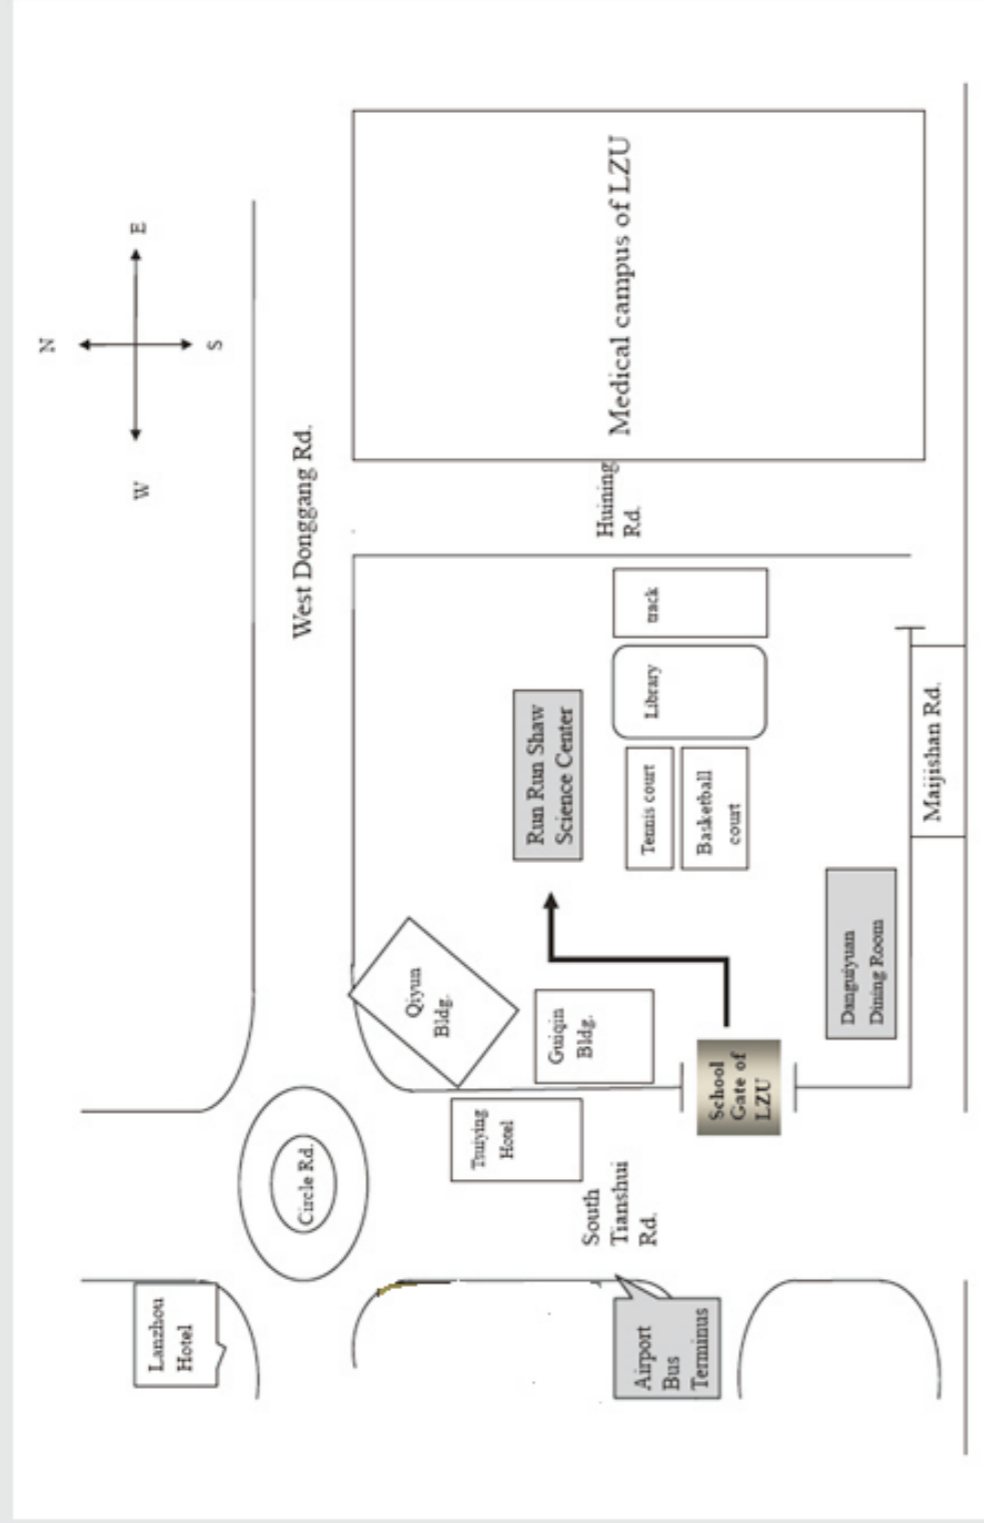 N
W
E
S
Lanzhou
Hotel
Circle Rd.
West Donggang Rd.
Qiyun
Bldg.
Tsuiying
Hotel
Guiqin
Bldg.
Run Run Shaw
Science Center
South
Tianshui
Rd.
Huining
Rd.
Medical campus of LZU
Airport
Bus
Terminus
Tennis court
Library
track
Basketball
court
School
Gate of
LZU
Danguiyuan
Dining Room
Maijishan Rd.